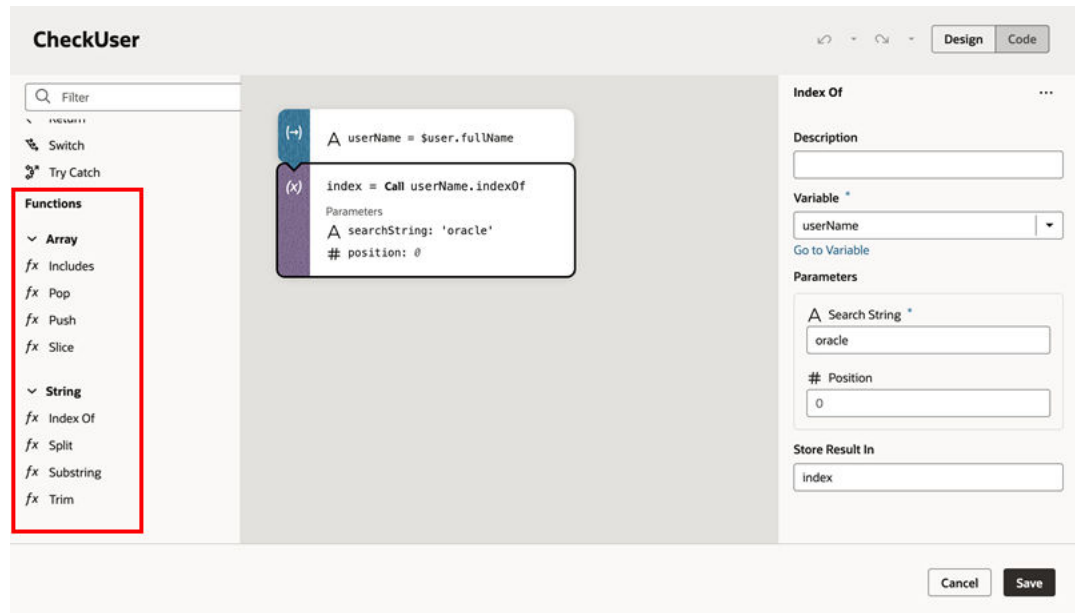 CheckUser
Design
Code
Filter
Return
Switch
Try Catch
Functions
Array
fx Includes
fx Pop
fx Push
fx Slice
String
fx Index Of
fx Split
fx Substring
fx Trim
(→)
A userName = $user.fullName
(x)
index = Call userName.indexOf
Parameters
A searchString: 'oracle'
# position: 0
Index Of
...
Description
Variable *
userName
Go to Variable
Parameters
A Search String *
oracle
# Position
0
Store Result In
index
Cancel
Save